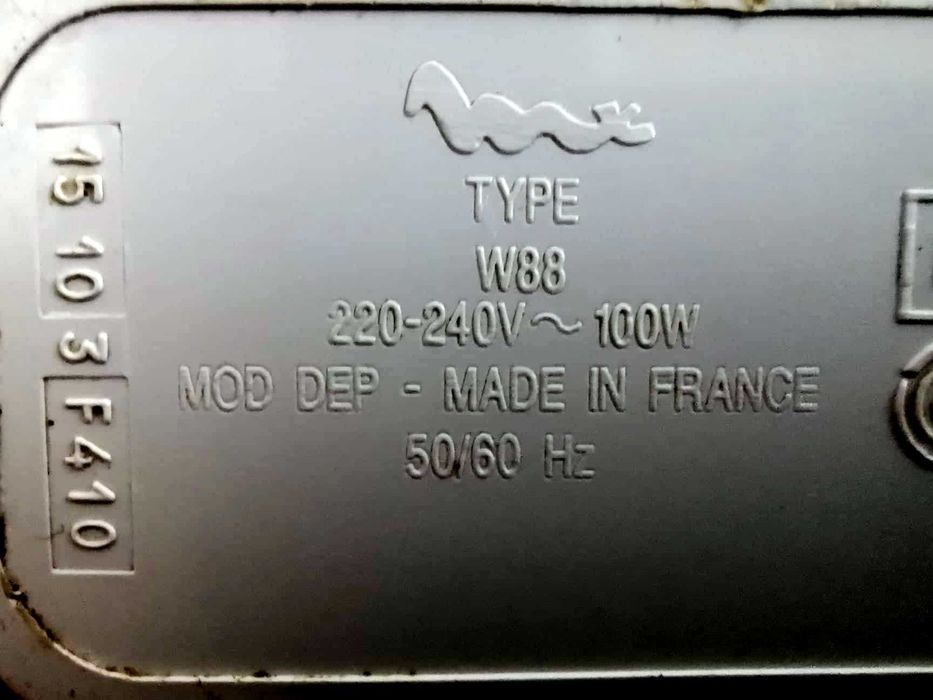 TYPE
W88
220-240V ~ 100W
MOD DEP - MADE IN FRANCE
50/60 Hz
15 10 3 F410